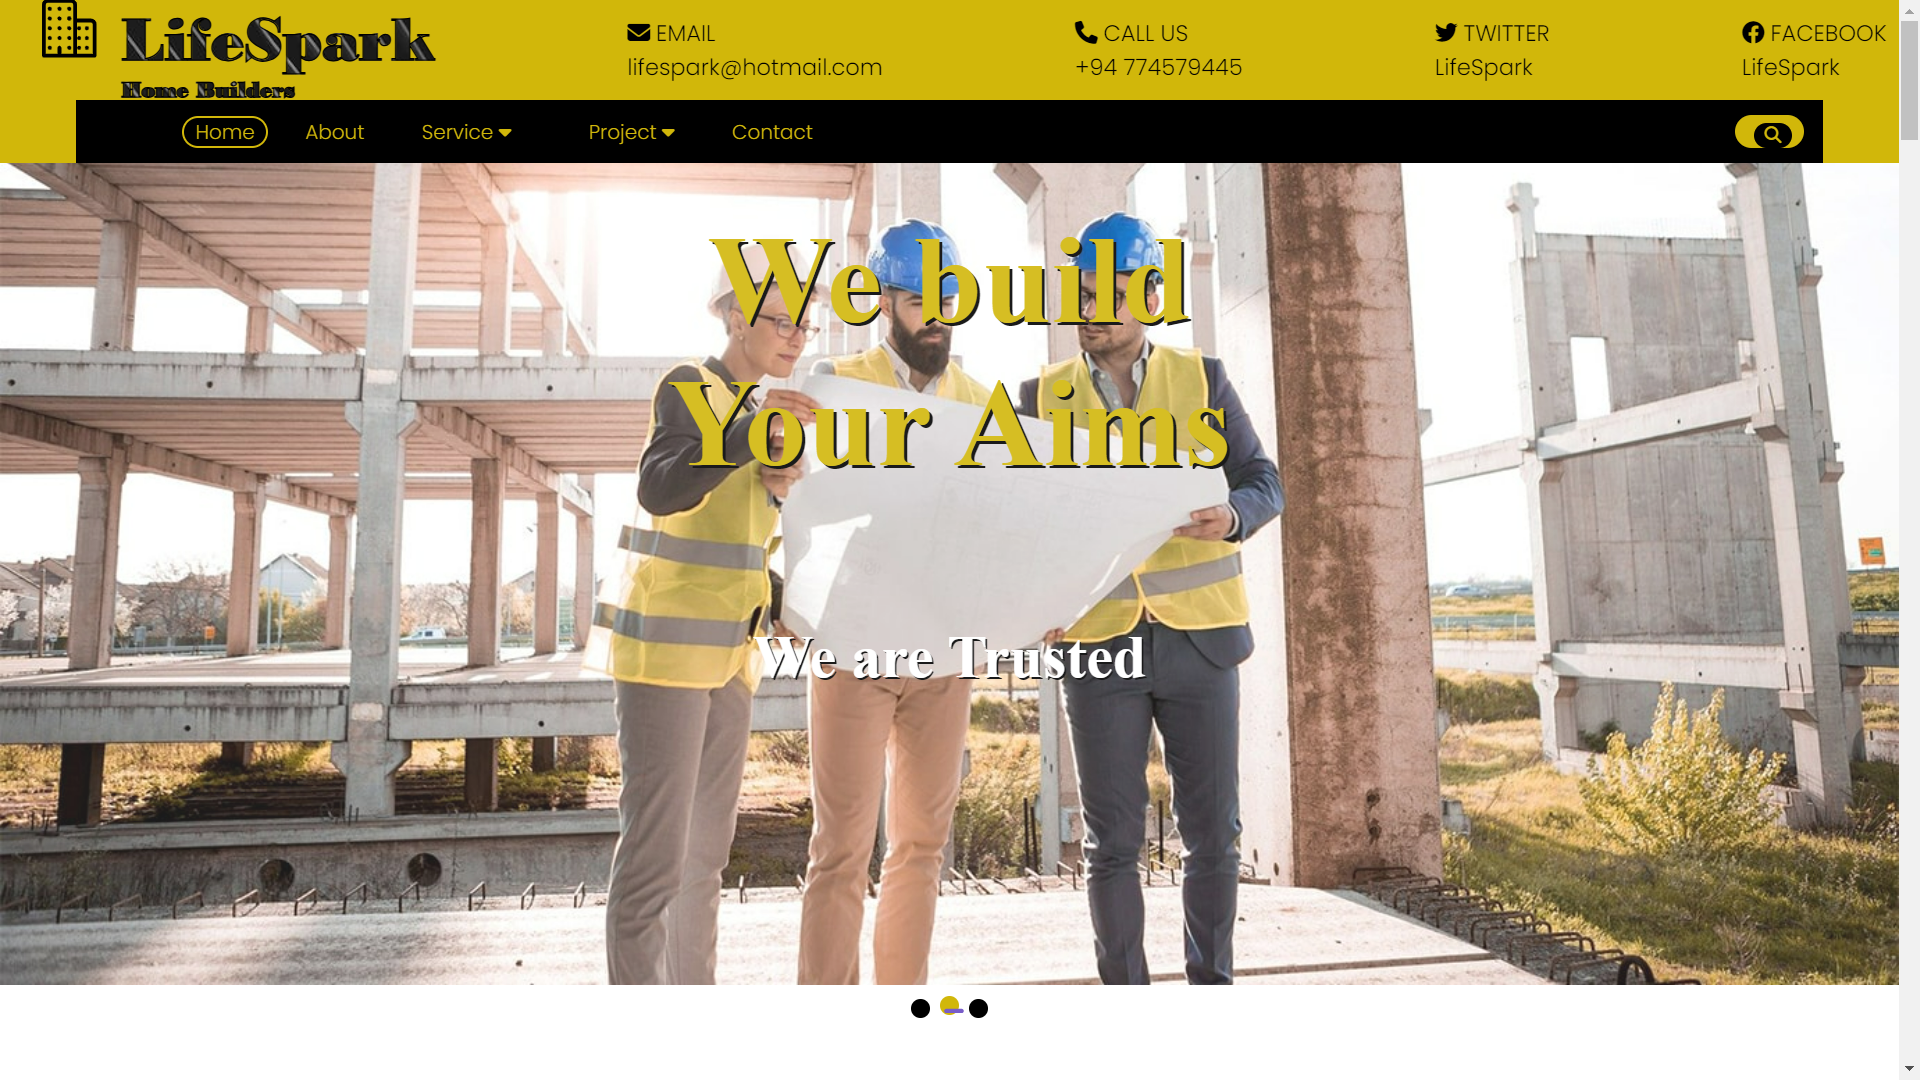 LifeSpark
Home Builders
EMAIL
lifespark@hotmail.com
CALL US
+94 774579445
TWITTER
LifeSpark
FACEBOOK
LifeSpark
Home About Service Project Contact
We build
Your Aims
We are Trusted